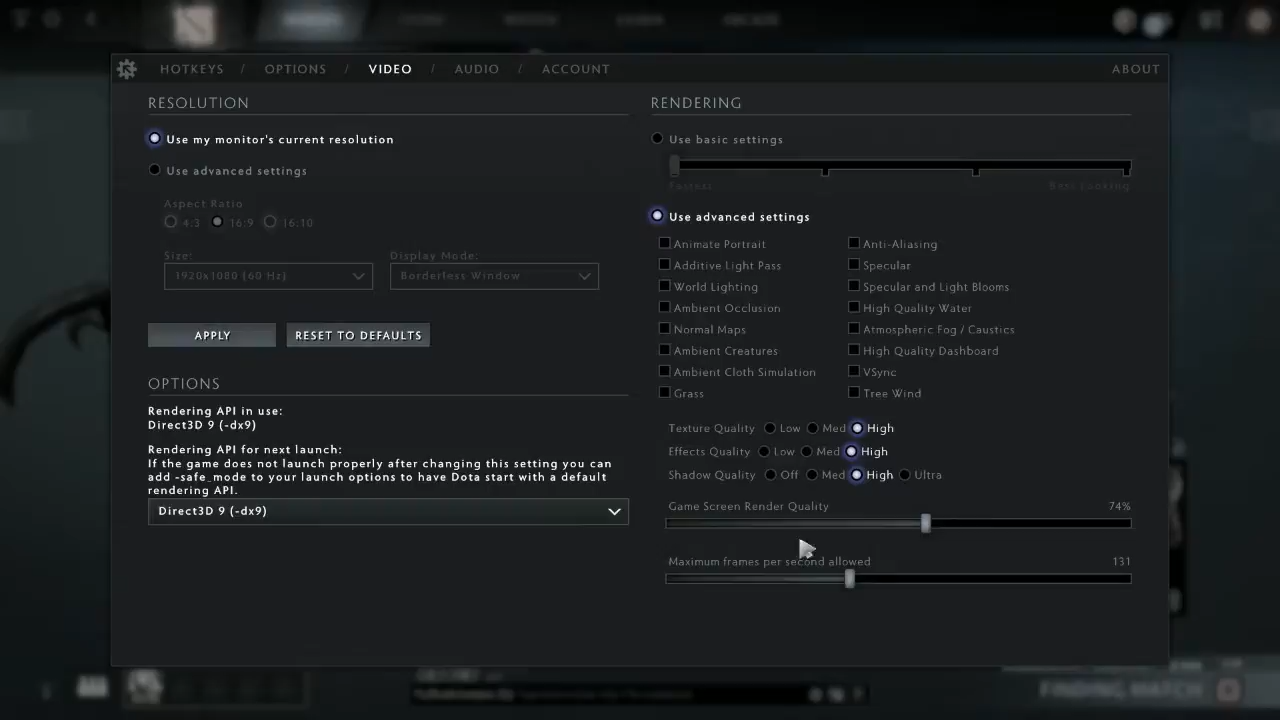 HOTKEYS / OPTIONS / VIDEO / AUDIO / ACCOUNT ABOUT
RESOLUTION
Use my monitor's current resolution
Use advanced settings
Aspect Ratio
4:3 16:9 16:10
Size: Display Mode:
1920x1080 (60 Hz) Borderless Window
APPLY RESET TO DEFAULTS
OPTIONS
Rendering API in use:
Direct3D 9 (-dx9)
Rendering API for next launch:
If the game does not launch properly after changing this setting you can
add -safe_mode to your launch options to have Dota start with a default
rendering API.
Direct3D 9 (-dx9)
RENDERING
Use basic settings
Fastest Best Looking
Use advanced settings
Animate Portrait Anti-Aliasing
Additive Light Pass Specular
World Lighting Specular and Light Blooms
Ambient Occlusion High Quality Water
Normal Maps Atmospheric Fog / Caustics
Ambient Creatures High Quality Dashboard
Ambient Cloth Simulation VSync
Grass Tree Wind
Texture Quality Low Med High
Effects Quality Low Med High
Shadow Quality Off Med High Ultra
Game Screen Render Quality 74%
Maximum frames per second allowed 131
FINDING MATCH